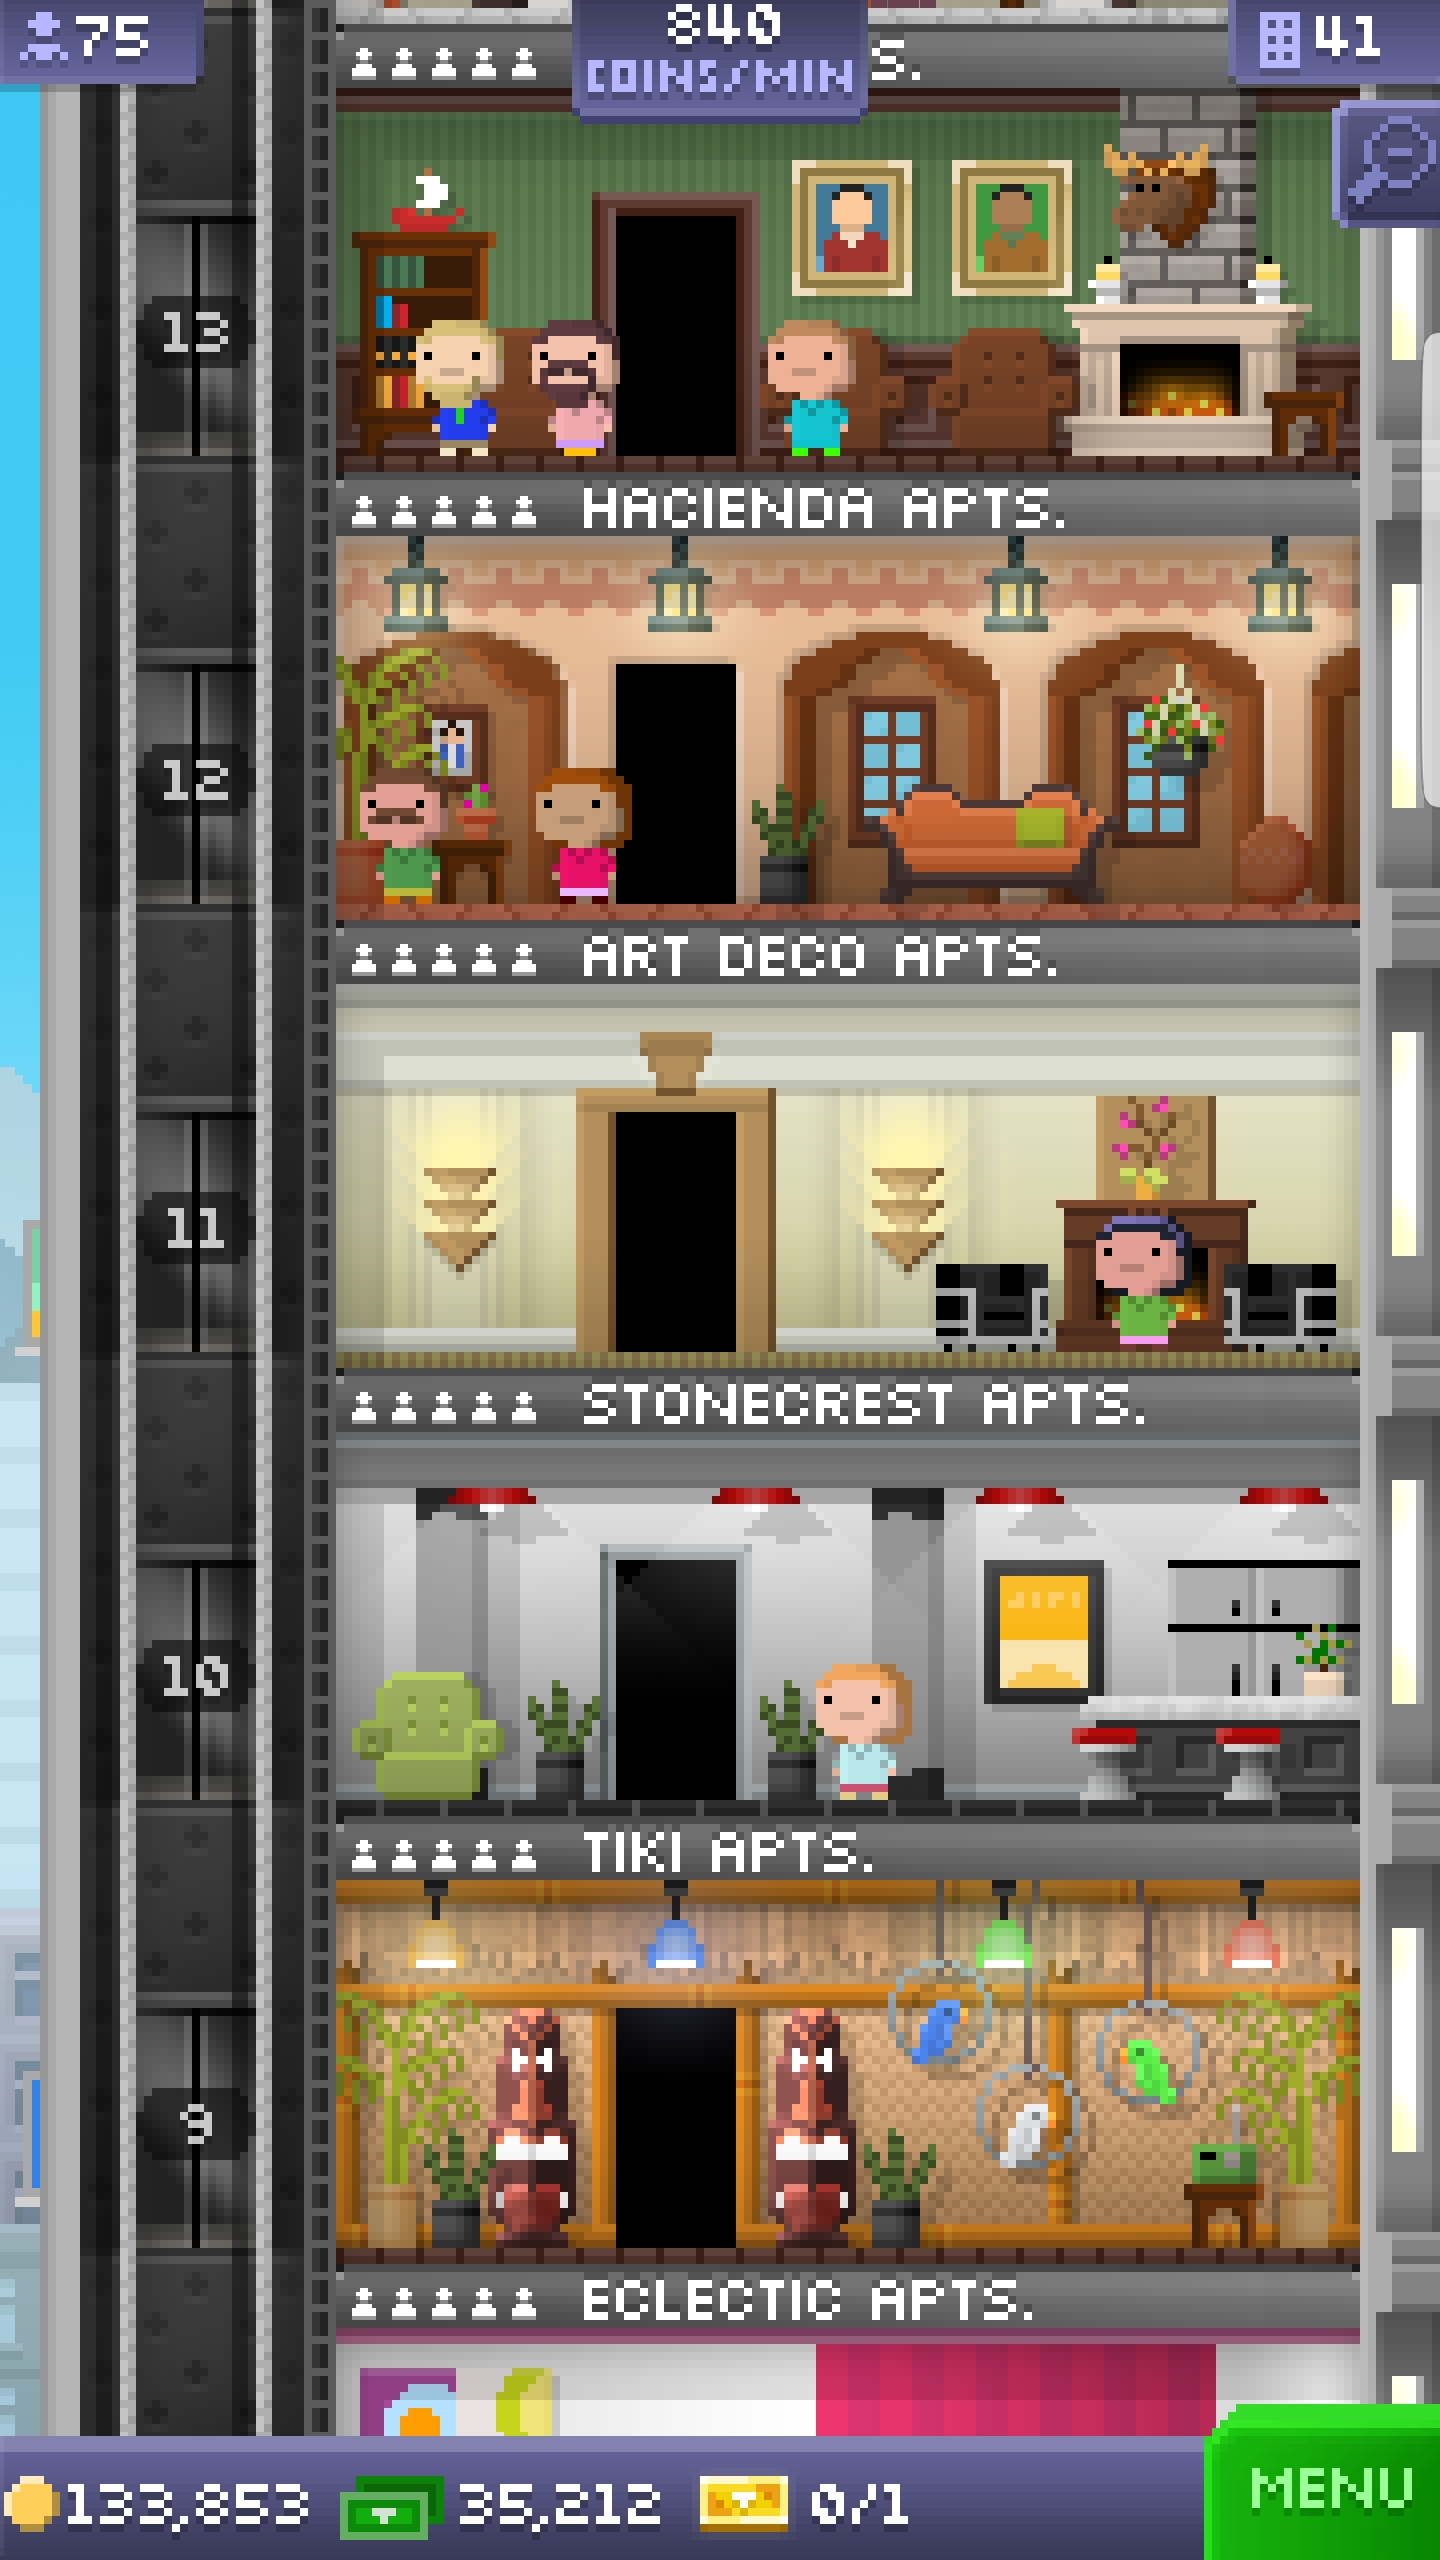 75
840
COINS/MIN
41
S.
13
HACIENDA APTS.
12
ART DECO APTS.
11
STONECREST APTS.
10
TIKI APTS.
9
ECLECTIC APTS.
133,853 35,212 0/1
MENU